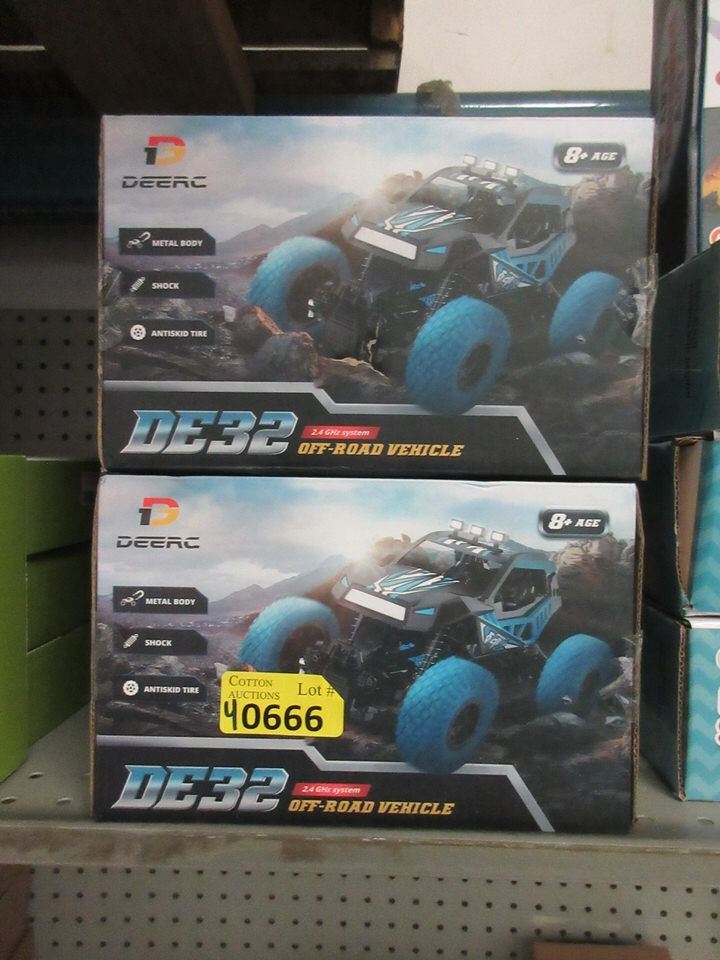 DEERC
8+ AGE
METAL BODY
SHOCK
ANTISKID TIRE
DE32
2.4 GHz system
OFF-ROAD VEHICLE
DEERC
8+ AGE
METAL BODY
SHOCK
ANTISKID TIRE
COTTON
AUCTIONS Lot #
40666
DE32
2.4 GHz system
OFF-ROAD VEHICLE